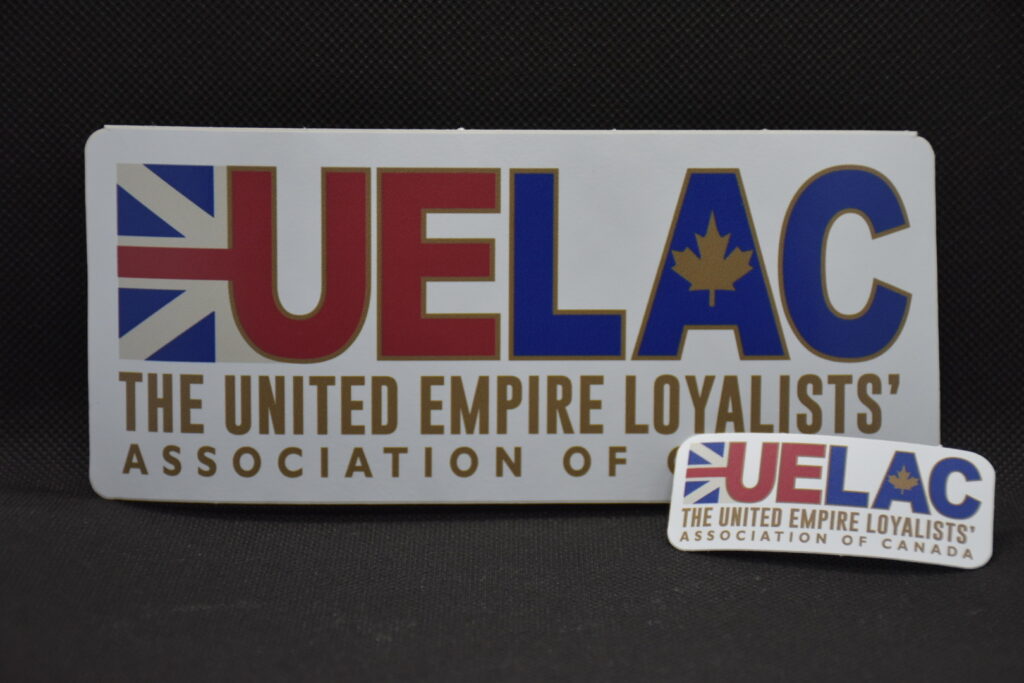 UELAC
THE UNITED EMPIRE LOYALISTS’
ASSOCIATION OF
UELAC
THE UNITED EMPIRE LOYALISTS’
ASSOCIATION OF CANADA